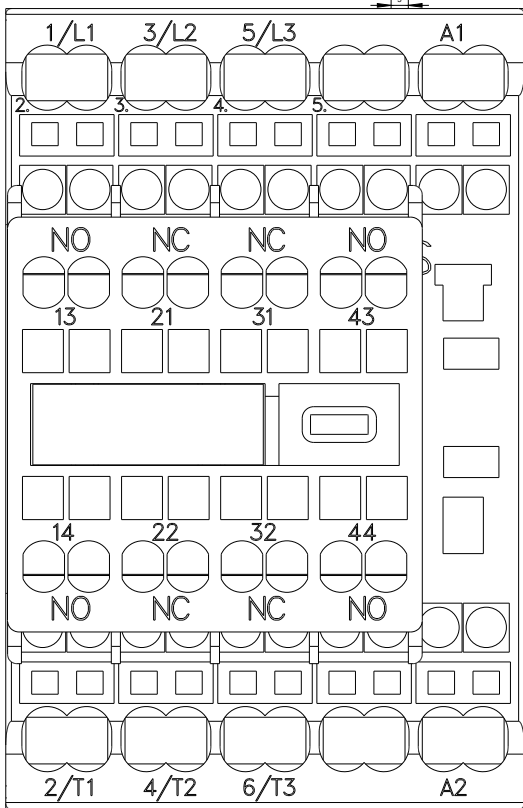 1/L1 3/L2 5/L3 A1
2. 3. 4. 5.
NO NC NC NO
13 21 31 43
14 22 32 44
NO NC NC NO
2/T1 4/T2 6/T3 A2